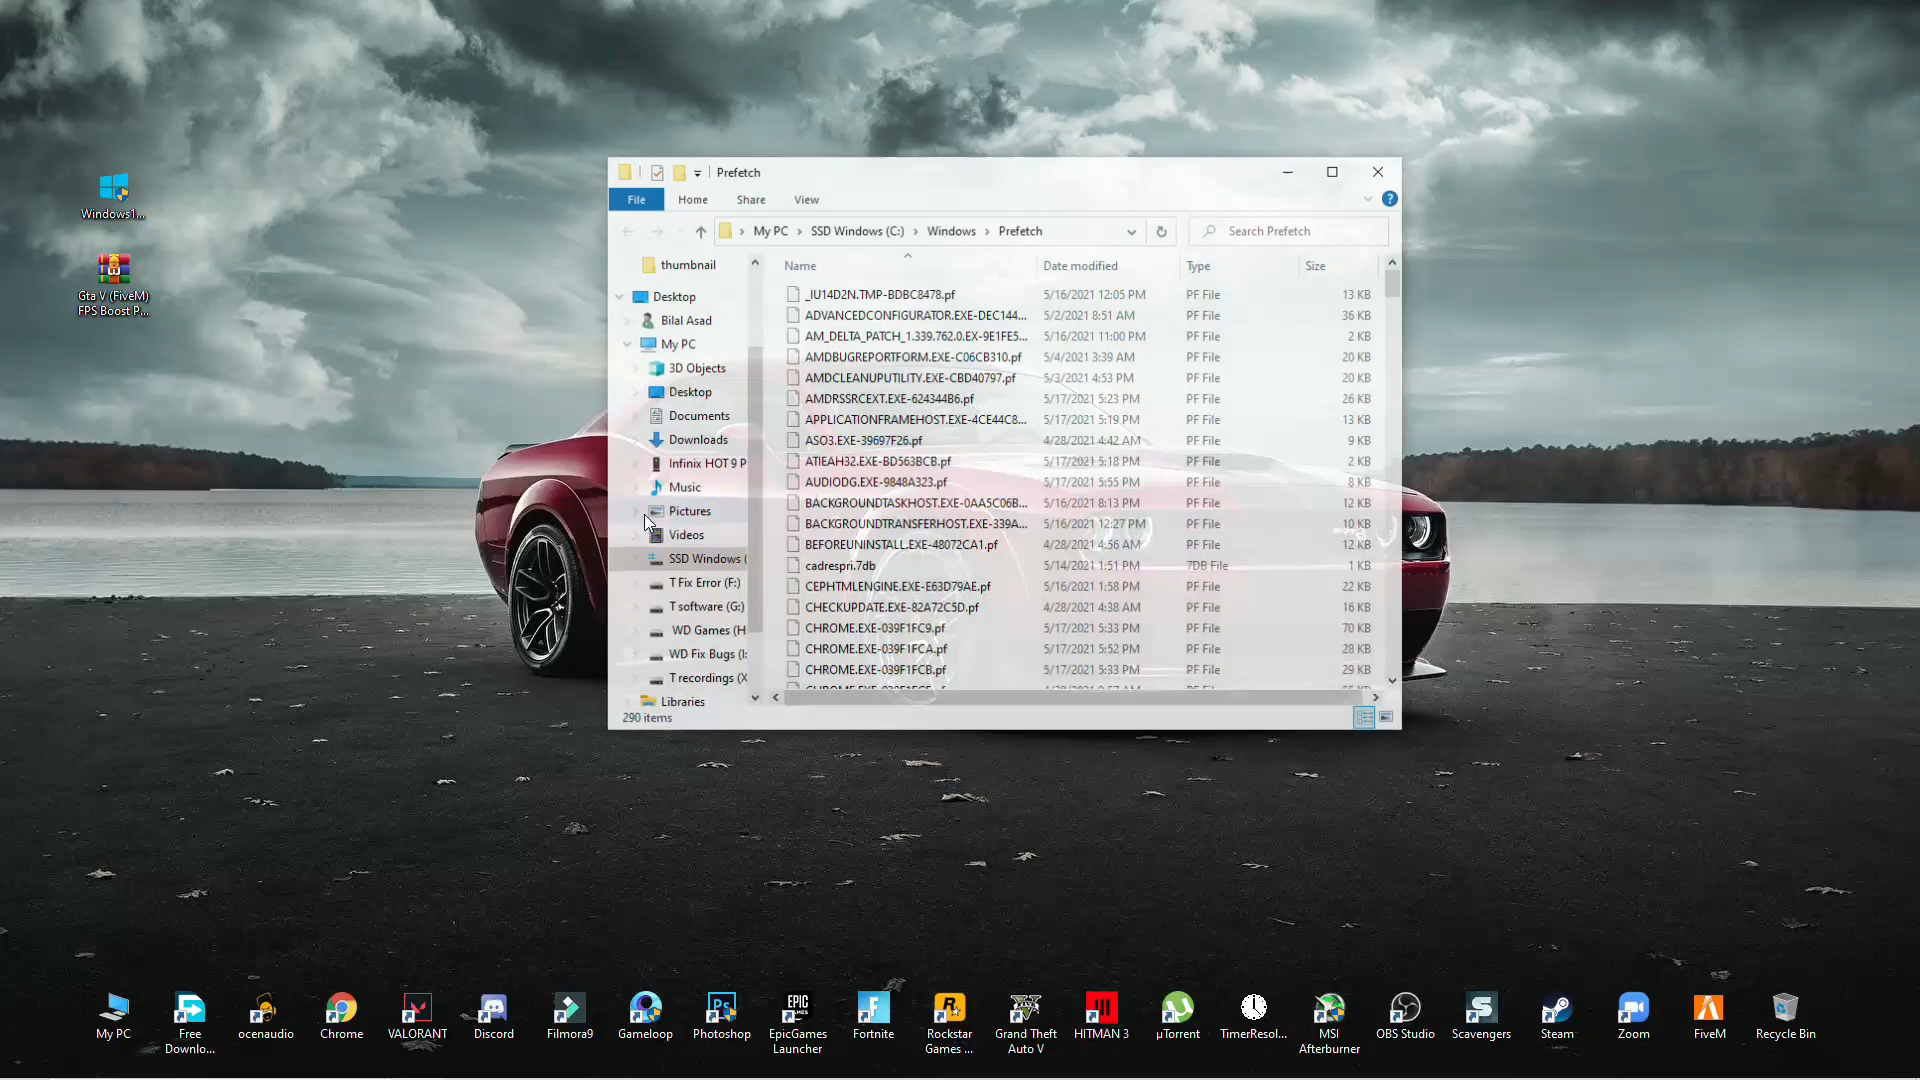 Windows1...
Gta V (FiveM)
FPS Boost P...
Prefetch
File
Home
Share
View
My PC
SSD Windows (C:)
Windows
Prefetch
Search Prefetch
thumbnail
Desktop
Bilal Asad
My PC
3D Objects
Desktop
Documents
Downloads
Infinix HOT 9 P
Music
Pictures
Videos
SSD Windows (
T Fix Error (F:)
T software (G:)
WD Games (H
WD Fix Bugs (I:
T recordings (X
Libraries
Name Date modified Type Size
_IU14D2N.TMP-BDBC8478.pf 5/16/2021 12:05 PM PF File 13 KB
ADVANCEDCONFIGURATOR.EXE-DEC144... 5/2/2021 8:51 AM PF File 36 KB
AM_DELTA_PATCH_1.339.762.0.EX-9E1FE5... 5/16/2021 11:00 PM PF File 2 KB
AMDBUGREPORTFORM.EXE-C06CB310.pf 5/4/2021 3:39 AM PF File 20 KB
AMDCLEANUPUTILITY.EXE-CBD40797.pf 5/3/2021 4:53 PM PF File 20 KB
AMDRSSRCEXT.EXE-624344B6.pf 5/17/2021 5:23 PM PF File 26 KB
APPLICATIONFRAMEHOST.EXE-4CE44C8... 5/17/2021 5:19 PM PF File 13 KB
ASO3.EXE-39697F26.pf 4/28/2021 4:42 AM PF File 9 KB
ATIEAH32.EXE-BD563BCB.pf 5/17/2021 5:18 PM PF File 2 KB
AUDIODG.EXE-9848A323.pf 5/17/2021 5:55 PM PF File 8 KB
BACKGROUNDTASKHOST.EXE-0AA5C06B... 5/16/2021 8:13 PM PF File 12 KB
BACKGROUNDTRANSFERHOST.EXE-339A... 5/16/2021 12:27 PM PF File 10 KB
BEFOREUNINSTALL.EXE-48072CA1.pf 4/28/2021 4:56 AM PF File 12 KB
cadrespri.7db 5/14/2021 1:51 PM 7DB File 1 KB
CEPHTMLENGINE.EXE-E63D79AE.pf 5/16/2021 1:58 PM PF File 22 KB
CHECKUPDATE.EXE-82A72C5D.pf 4/28/2021 4:38 AM PF File 16 KB
CHROME.EXE-039F1FC9.pf 5/17/2021 5:33 PM PF File 70 KB
CHROME.EXE-039F1FCA.pf 5/17/2021 5:52 PM PF File 28 KB
CHROME.EXE-039F1FCB.pf 5/17/2021 5:33 PM PF File 29 KB
290 items
My PC
Free
Downlo...
ocenaudio
Chrome
VALORANT
Discord
Filmora9
Gameloop
Photoshop
EpicGames
Launcher
Fortnite
Rockstar
Games ...
Grand Theft
Auto V
HITMAN 3
µTorrent
TimerResol...
MSI
Afterburner
OBS Studio
Scavengers
Steam
Zoom
FiveM
Recycle Bin